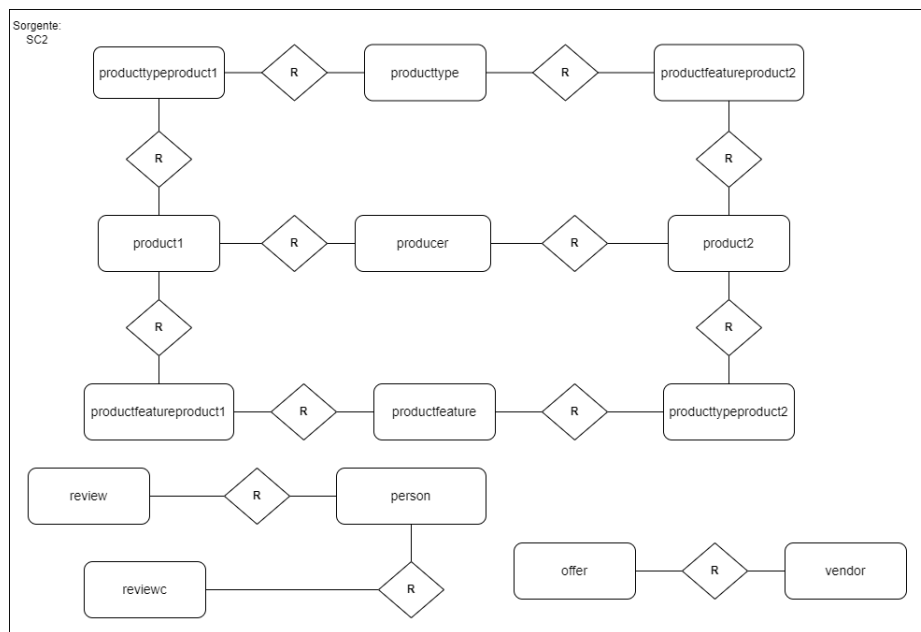 Sorgente:
SC2
producttypeproduct1
R
producttype
R
productfeatureproduct2
R
R
product1
R
producer
R
product2
R
R
productfeatureproduct1
R
productfeature
R
producttypeproduct2
review
R
person
offer
R
vendor
reviewc
R